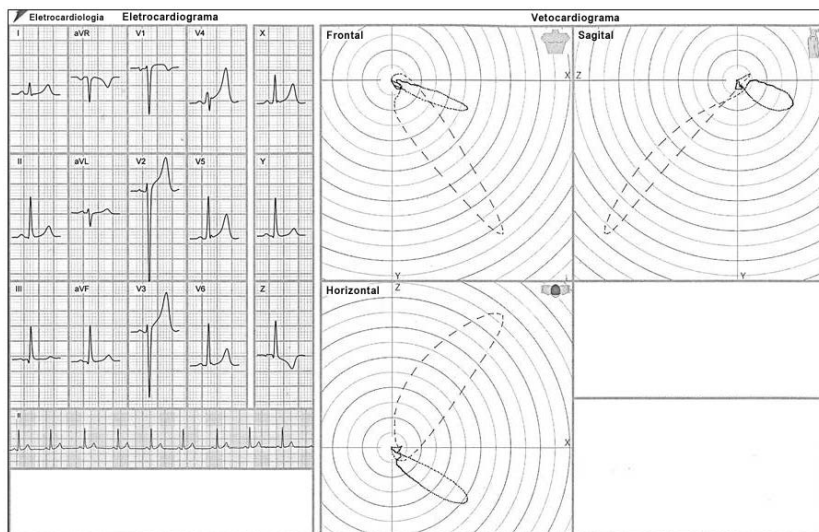 Eletrocardiologia Eletrocardiograma
I aVR V1 V4 X
II aVL V2 V5 Y
III aVF V3 V6 Z
II
Vetocardiograma
Frontal
X
Y
Sagital
Z
Y
Horizontal
Z
X